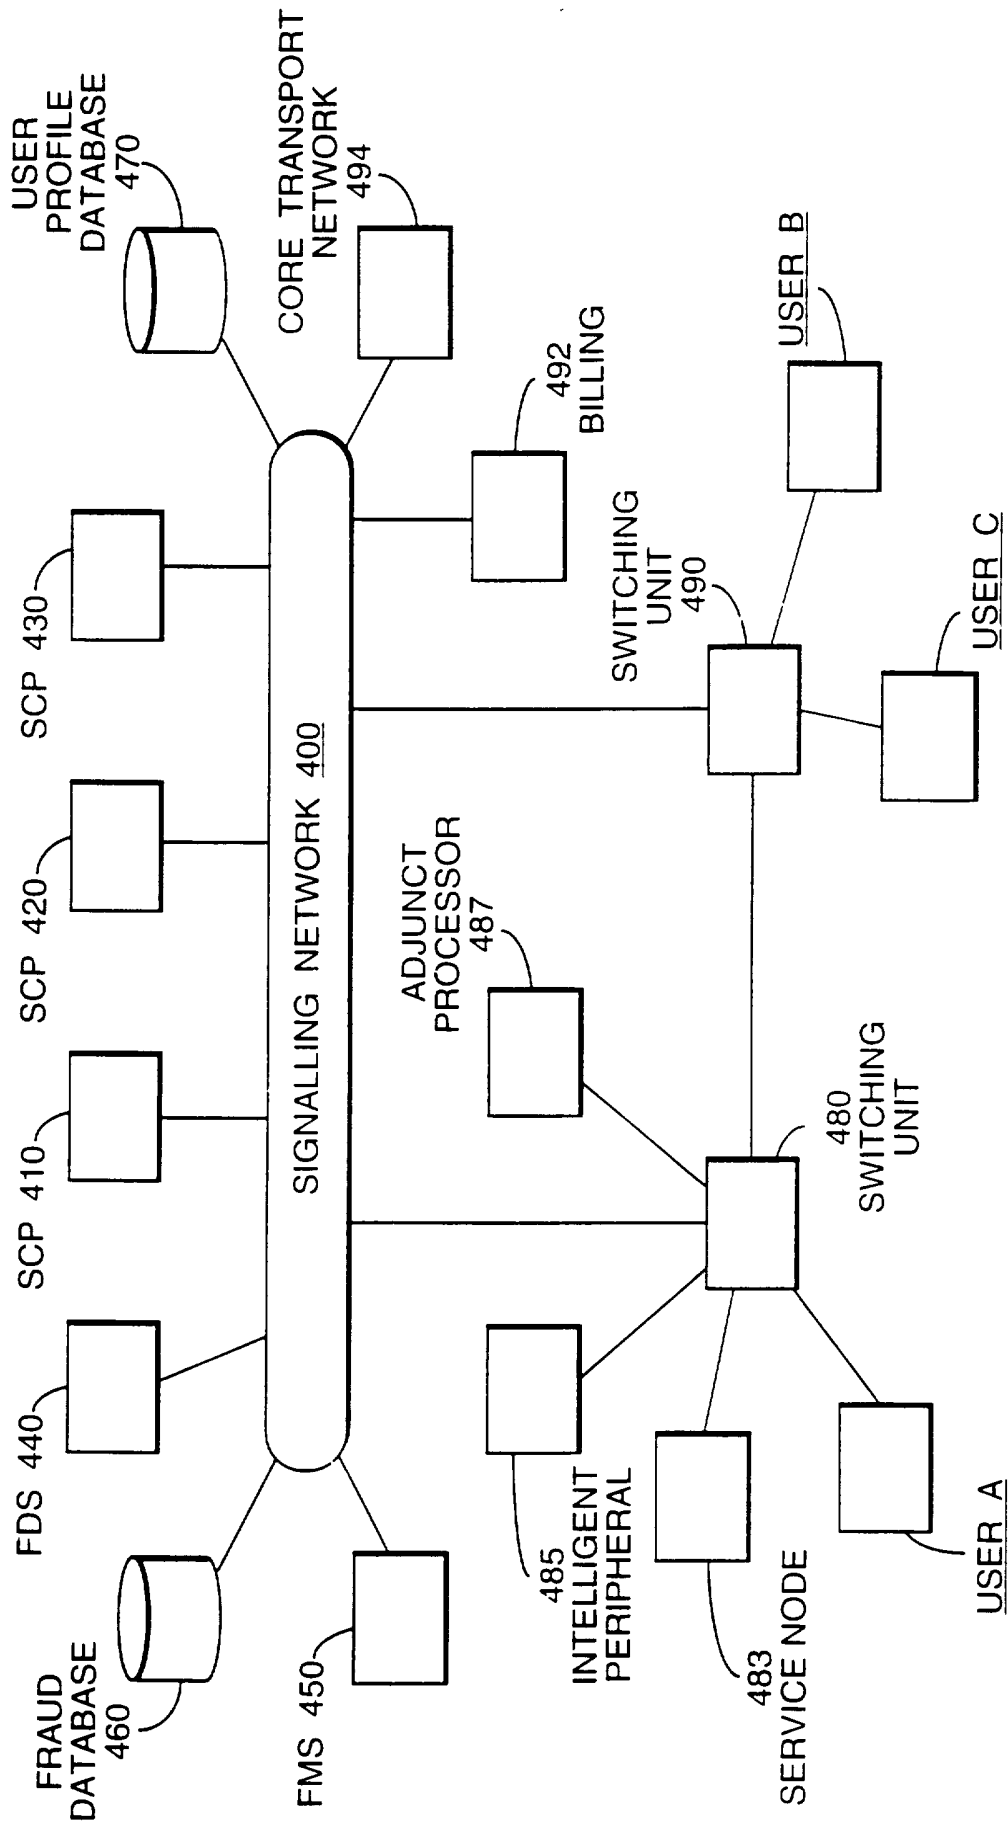 FRAUD
DATABASE
460
FDS 440
SCP 410
SCP 420
SCP 430
USER
PROFILE
DATABASE
470
FMS 450
SIGNALLING NETWORK 400
CORE TRANSPORT
NETWORK
494
485
INTELLIGENT
PERIPHERAL
ADJUNCT
PROCESSOR
487
492
BILLING
483
SERVICE NODE
480
SWITCHING
UNIT
SWITCHING
UNIT
490
USER B
USER A
USER C